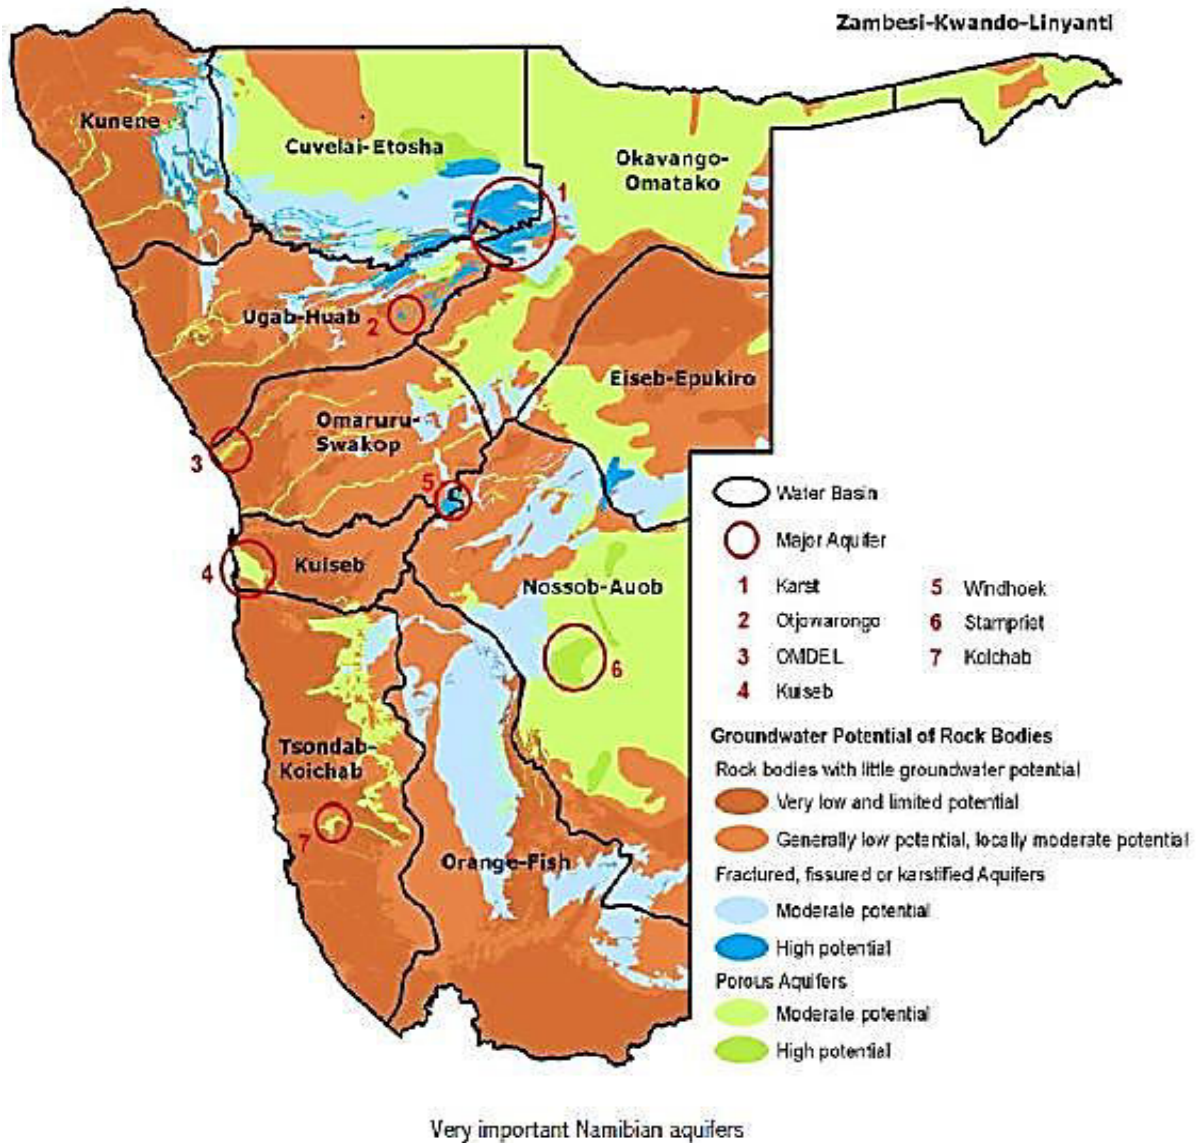 Zambesi-Kwando-Linyanti
Kunene
Cuvelai-Etosha
Okavango-
Omatako
1
Ugab-Huab
2
Eiseb-Epukiro
Omaruru-
Swakop
3
5
Kuiseb
4
Nossob-Auob
6
Tsondab-
Koichab
7
Orange-Fish
Water Basin
Major Aquifer
1 Karst
2 Otjowarongo
3 OMDEL
4 Kuiseb
5 Windhoek
6 Stampriet
7 Koichab
Groundwater Potential of Rock Bodies
Rock bodies with little groundwater potential
Very low and limited potential
Generally low potential, locally moderate potential
Fractured, fissured or karstified Aquifers
Moderate potential
High potential
Porous Aquifers
Moderate potential
High potential
Very important Namibian aquifers